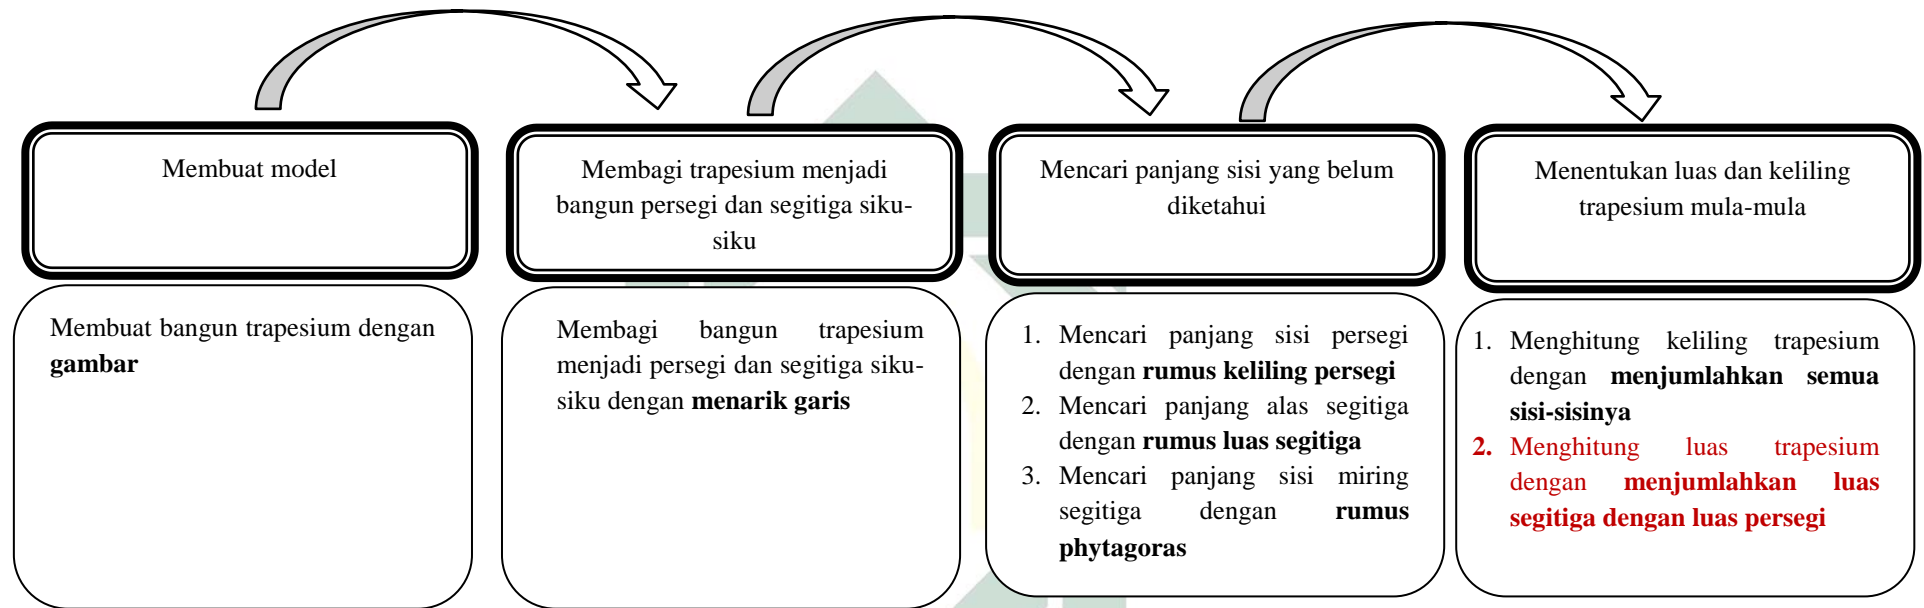 Membuat model
Membagi trapesium menjadi
bangun persegi dan segitiga siku-
siku
Mencari panjang sisi yang belum
diketahui
Menentukan luas dan keliling
trapesium mula-mula
Membuat bangun trapesium dengan
gambar
Membagi bangun trapesium
menjadi persegi dan segitiga siku-
siku dengan menarik garis
1. Mencari panjang sisi persegi
dengan rumus keliling persegi
2. Mencari panjang alas segitiga
dengan rumus luas segitiga
3. Mencari panjang sisi miring
segitiga dengan rumus
phytagoras
1. Menghitung keliling trapesium
dengan menjumlahkan semua
sisi-sisinya
2. Menghitung luas trapesium
dengan menjumlahkan luas
segitiga dengan luas persegi